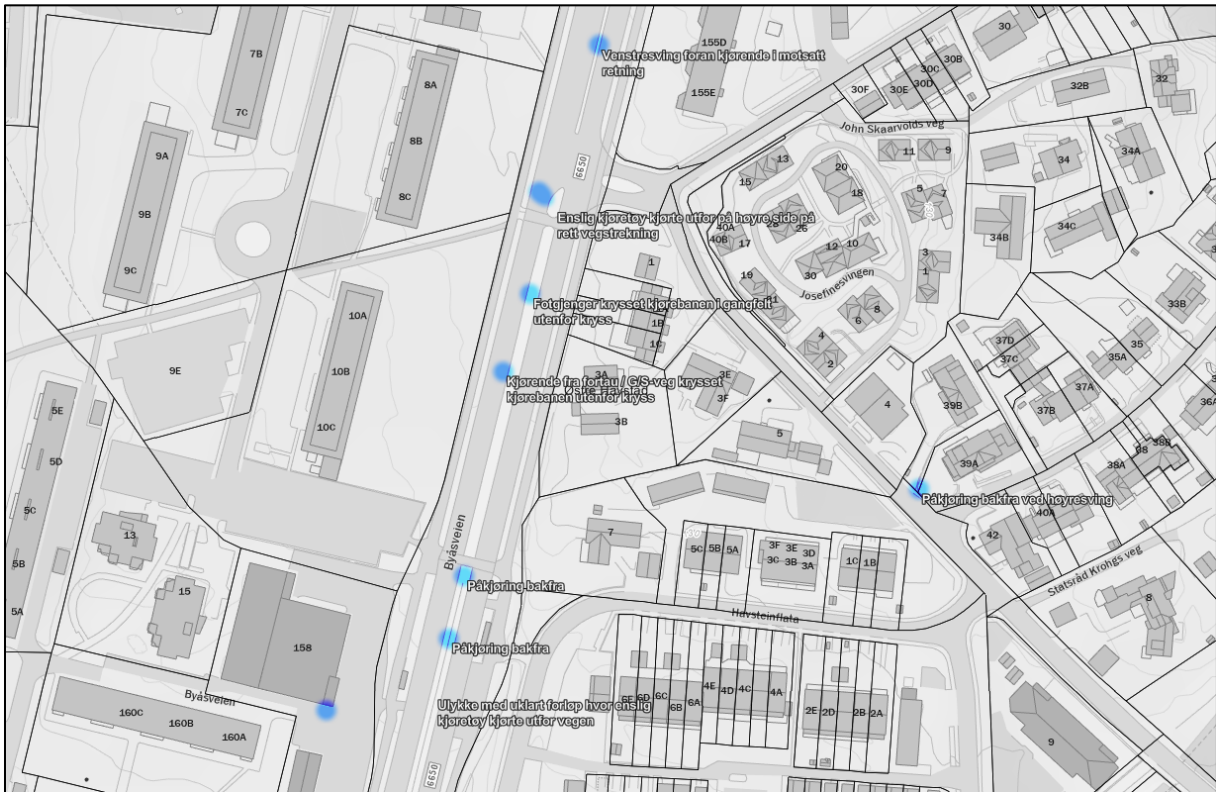 7B
7C
8A
8B
8C
9A
9B
9C
155D
155E
Venstresving foran kjørende i motsatt
retning
6650
Enslig kjøretøy kjørte utfor på høyre side på
rett vegstrekning
Fotgjenger krysset kjørebanen i gangfelt
utenfor kryss
Kjørende fra fortau / G/S-veg krysset
kjørebanen utenfor kryss
Østre Havstad
30
30B
30C
30D
30E
30F
32B
32
John Skaarvolds veg
11
9
34
34A
13
15
20
18
5
7
28
26
40A
40B
17
12
10
30
34B
34C
3
1
19
Josefinesvingen
6
8
4
2
33B
1
1B
1C
3A
3B
3E
3F
5
4
37D
37C
35
35A
37A
37B
36A
39B
39A
38A
38B
40A
42
Påkjøring bakfra ved høyresving
Statsråd Krohgs veg
8
9E
10A
10B
10C
5E
5D
5C
5B
5A
13
15
158
Byåsveien
160C
160B
160A
Byåsveien
Påkjøring bakfra
Påkjøring bakfra
Ulykke med uklart forløp hvor enslig
kjøretøy kjørte utfor vegen
6650
7
5C
5B
5A
3F
3E
3D
3C
3B
3A
1C
1B
Havsteinflata
6E
6D
6C
6B
6A
4E
4D
4C
4A
2E
2D
2B
2A
9